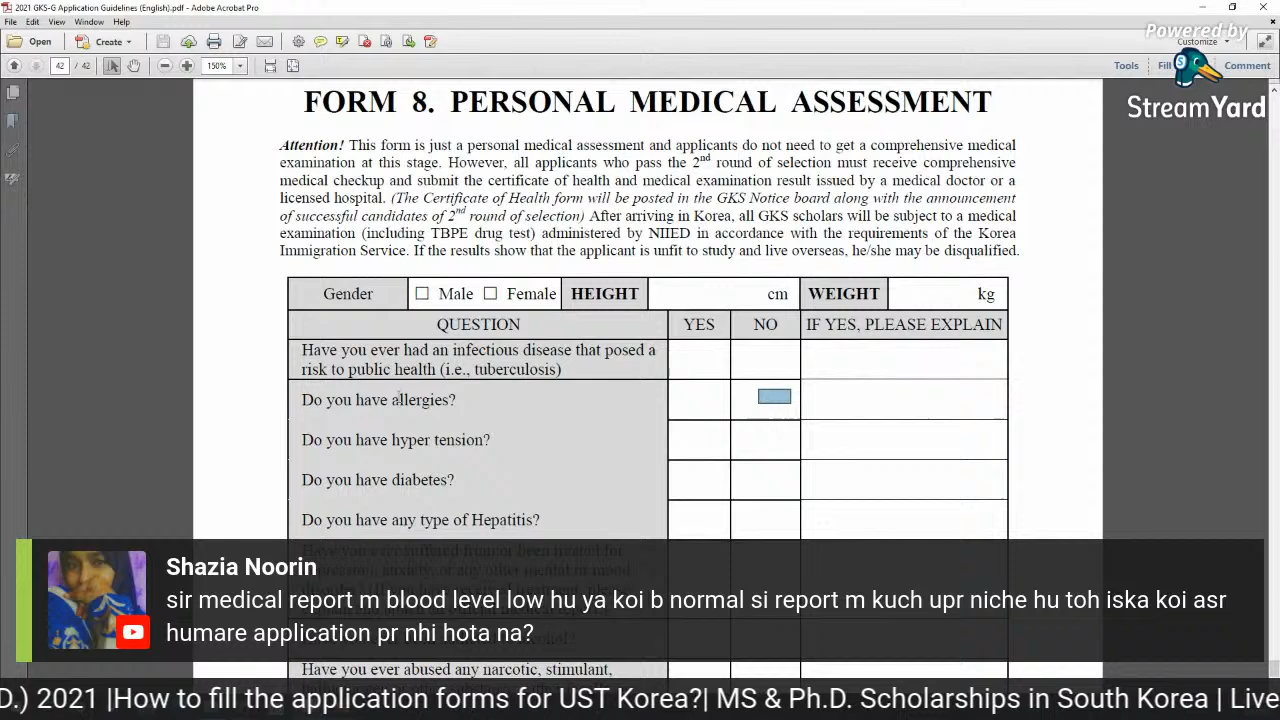 2021 GKS-G Application Guidelines (English).pdf - Adobe Acrobat Pro
File Edit View Window Help
Open Create
Customize
Powered by
StreamYard
42 / 42 150%
Tools Fill Comment
FORM 8. PERSONAL MEDICAL ASSESSMENT
Attention! This form is just a personal medical assessment and applicants do not need to get a comprehensive medical
examination at this stage. However, all applicants who pass the 2nd round of selection must receive comprehensive
medical checkup and submit the certificate of health and medical examination result issued by a medical doctor or a
licensed hospital. (The Certificate of Health form will be posted in the GKS Notice board along with the announcement
of successful candidates of 2nd round of selection) After arriving in Korea, all GKS scholars will be subject to a medical
examination (including TBPE drug test) administered by NIIED in accordance with the requirements of the Korea
Immigration Service. If the results show that the applicant is unfit to study and live overseas, he/she may be disqualified.
Gender ☐ Male ☐ Female HEIGHT cm WEIGHT kg
QUESTION YES NO IF YES, PLEASE EXPLAIN
Have you ever had an infectious disease that posed a
risk to public health (i.e., tuberculosis)
Do you have allergies?
Do you have hyper tension?
Do you have diabetes?
Do you have any type of Hepatitis?
Shazia Noorin
sir medical report m blood level low hu ya koi b normal si report m kuch upr niche hu toh iska koi asr
humare application pr nhi hota na?
Have you ever abused any narcotic, stimulant,
D.) 2021 |How to fill the application forms for UST Korea?| MS & Ph.D. Scholarships in South Korea | Live